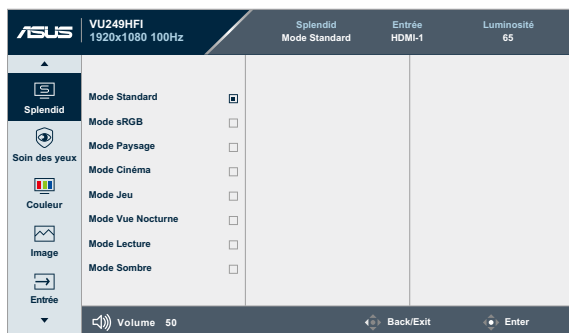 ASUS
VU249HFI
1920x1080 100Hz
Splendid
Mode Standard
Entrée
HDMI-1
Luminosité
65
Splendid
Soin des yeux
Couleur
Image
Entrée
Mode Standard
Mode sRGB
Mode Paysage
Mode Cinéma
Mode Jeu
Mode Vue Nocturne
Mode Lecture
Mode Sombre
Volume 50
Back/Exit
Enter